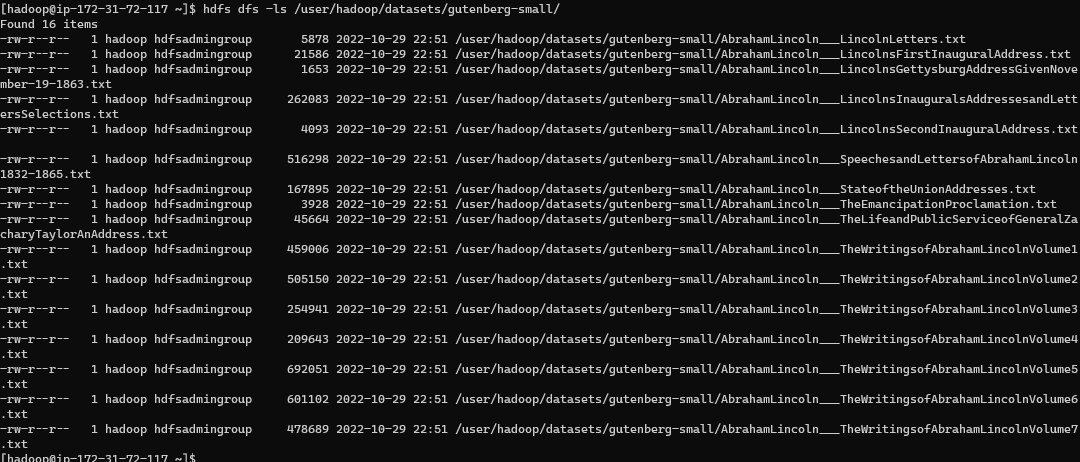 [hadoop@ip-172-31-72-117 ~]$ hdfs dfs -ls /user/hadoop/datasets/gutenberg-small/
Found 16 items
-rw-r--r--   1 hadoop hdfsadmingroup       5878 2022-10-29 22:51 /user/hadoop/datasets/gutenberg-small/AbrahamLincoln___LincolnLetters.txt
-rw-r--r--   1 hadoop hdfsadmingroup      21586 2022-10-29 22:51 /user/hadoop/datasets/gutenberg-small/AbrahamLincoln___LincolnsFirstInauguralAddress.txt
-rw-r--r--   1 hadoop hdfsadmingroup       1653 2022-10-29 22:51 /user/hadoop/datasets/gutenberg-small/AbrahamLincoln___LincolnsGettysburgAddressGivenNove
mber-19-1863.txt
-rw-r--r--   1 hadoop hdfsadmingroup     262083 2022-10-29 22:51 /user/hadoop/datasets/gutenberg-small/AbrahamLincoln___LincolnsInauguralsAddressesandLett
ersSelections.txt
-rw-r--r--   1 hadoop hdfsadmingroup       4093 2022-10-29 22:51 /user/hadoop/datasets/gutenberg-small/AbrahamLincoln___LincolnsSecondInauguralAddress.txt
-rw-r--r--   1 hadoop hdfsadmingroup     516298 2022-10-29 22:51 /user/hadoop/datasets/gutenberg-small/AbrahamLincoln___SpeechesandLettersofAbrahamLincoln
1832-1865.txt
-rw-r--r--   1 hadoop hdfsadmingroup     167895 2022-10-29 22:51 /user/hadoop/datasets/gutenberg-small/AbrahamLincoln___StateoftheUnionAddresses.txt
-rw-r--r--   1 hadoop hdfsadmingroup       3928 2022-10-29 22:51 /user/hadoop/datasets/gutenberg-small/AbrahamLincoln___TheEmancipationProclamation.txt
-rw-r--r--   1 hadoop hdfsadmingroup      45664 2022-10-29 22:51 /user/hadoop/datasets/gutenberg-small/AbrahamLincoln___TheLifeandPublicServiceofGeneralZa
charyTaylorAnAddress.txt
-rw-r--r--   1 hadoop hdfsadmingroup     459006 2022-10-29 22:51 /user/hadoop/datasets/gutenberg-small/AbrahamLincoln___TheWritingsofAbrahamLincolnVolume1
.txt
-rw-r--r--   1 hadoop hdfsadmingroup     505150 2022-10-29 22:51 /user/hadoop/datasets/gutenberg-small/AbrahamLincoln___TheWritingsofAbrahamLincolnVolume2
.txt
-rw-r--r--   1 hadoop hdfsadmingroup     254941 2022-10-29 22:51 /user/hadoop/datasets/gutenberg-small/AbrahamLincoln___TheWritingsofAbrahamLincolnVolume3
.txt
-rw-r--r--   1 hadoop hdfsadmingroup     209643 2022-10-29 22:51 /user/hadoop/datasets/gutenberg-small/AbrahamLincoln___TheWritingsofAbrahamLincolnVolume4
.txt
-rw-r--r--   1 hadoop hdfsadmingroup     692051 2022-10-29 22:51 /user/hadoop/datasets/gutenberg-small/AbrahamLincoln___TheWritingsofAbrahamLincolnVolume5
.txt
-rw-r--r--   1 hadoop hdfsadmingroup     601102 2022-10-29 22:51 /user/hadoop/datasets/gutenberg-small/AbrahamLincoln___TheWritingsofAbrahamLincolnVolume6
.txt
-rw-r--r--   1 hadoop hdfsadmingroup     478689 2022-10-29 22:51 /user/hadoop/datasets/gutenberg-small/AbrahamLincoln___TheWritingsofAbrahamLincolnVolume7
.txt
[hadoop@ip-172-31-72-117 ~]$